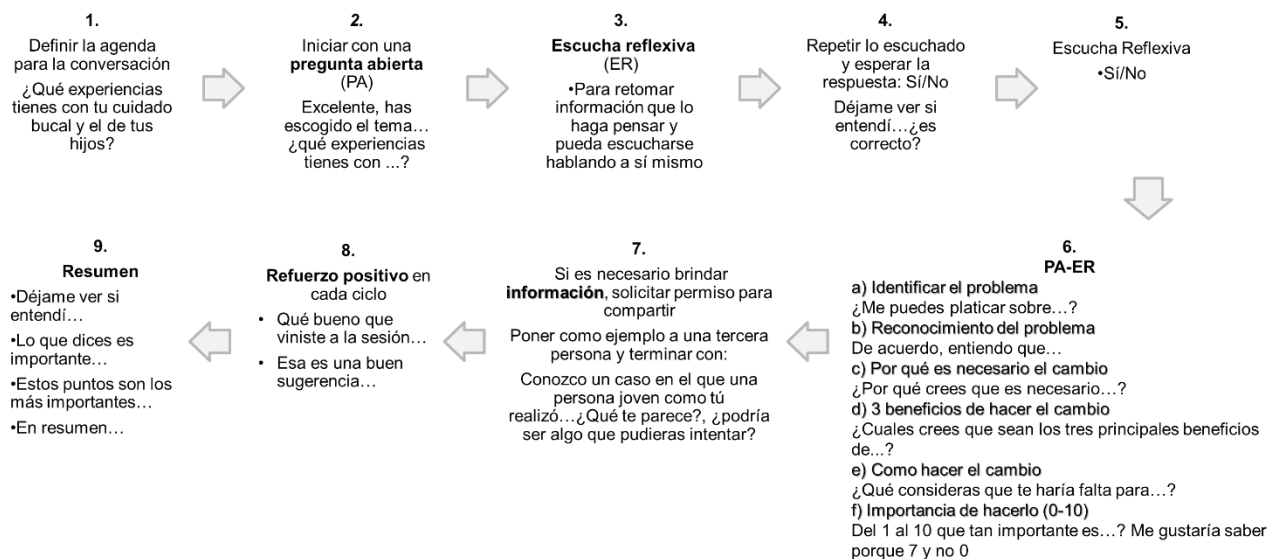 1.
Definir la agenda
para la conversación
¿Qué experiencias
tienes con tu cuidado
bucal y el de tus
hijos?
2.
Iniciar con una
pregunta abierta
(PA)
Excelente, has
escogido el tema…
¿qué experiencias
tienes con ...?
3.
Escucha reflexiva
(ER)
•Para retomar
información que lo
haga pensar y
pueda escucharse
hablando a sí mismo
4.
Repetir lo escuchado
y esperar la
respuesta: Sí/No
Déjame ver si
entendí…¿es
correcto?
5.
Escucha Reflexiva
•Sí/No
6.
PA-ER
a) Identificar el problema
¿Me puedes platicar sobre…?
b) Reconocimiento del problema
De acuerdo, entiendo que…
c) Por qué es necesario el cambio
¿Por qué crees que es necesario…?
d) 3 beneficios de hacer el cambio
¿Cuales crees que sean los tres principales beneficios
de...?
e) Como hacer el cambio
¿Qué consideras que te haría falta para…?
f) Importancia de hacerlo (0-10)
Del 1 al 10 que tan importante es…? Me gustaría saber
porque 7 y no 0
7.
Si es necesario brindar
información, solicitar permiso para
compartir
Poner como ejemplo a una tercera
persona y terminar con:
Conozco un caso en el que una
persona joven como tú
realizó…¿Qué te parece?, ¿podría
ser algo que pudieras intentar?
8.
Refuerzo positivo en
cada ciclo
• Qué bueno que
viniste a la sesión…
• Esa es una buen
sugerencia…
9.
Resumen
•Déjame ver si
entendí…
•Lo que dices es
importante…
•Estos puntos son los
más importantes…
•En resumen…